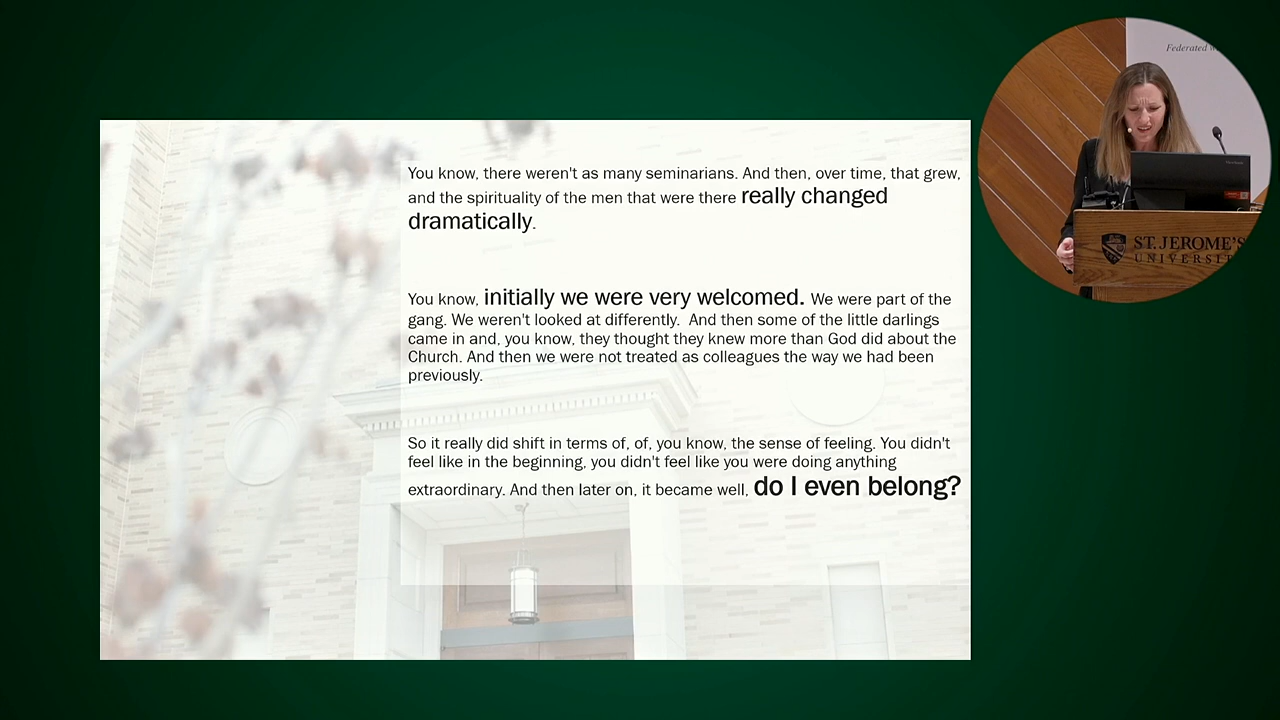 Federated
You know, there weren't as many seminarians. And then, over time, that grew,
and the spirituality of the men that were there really changed
dramatically.
You know, initially we were very welcomed. We were part of the
gang. We weren't looked at differently.  And then some of the little darlings
came in and, you know, they thought they knew more than God did about the
Church. And then we were not treated as colleagues the way we had been
previously.
So it really did shift in terms of, of, you know, the sense of feeling. You didn't
feel like in the beginning, you didn't feel like you were doing anything
extraordinary. And then later on, it became well, do I even belong?
ST. JEROME'S
UNIVERSITY